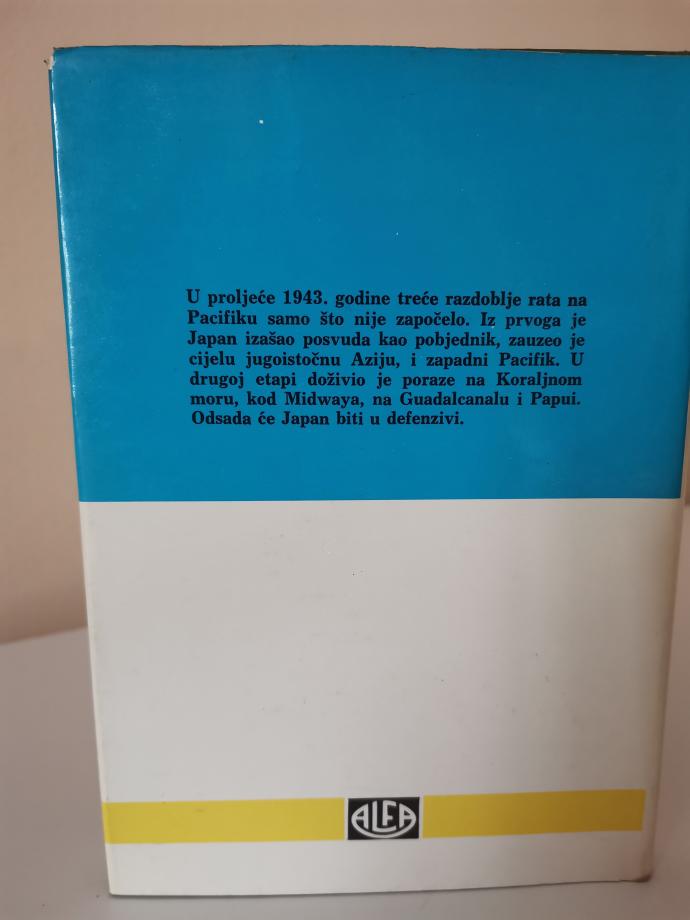 U proljeće 1943. godine treće razdoblje rata na
Pacifiku samo što nije započelo. Iz prvoga je
Japan izašao posvuda kao pobjednik, zauzeo je
cijelu jugoistočnu Aziju, i zapadni Pacifik. U
drugoj etapi doživio je poraze na Koraljnom
moru, kod Midwaya, na Guadalcanalu i Papui.
Odsada će Japan biti u defenzivi.
ALFA